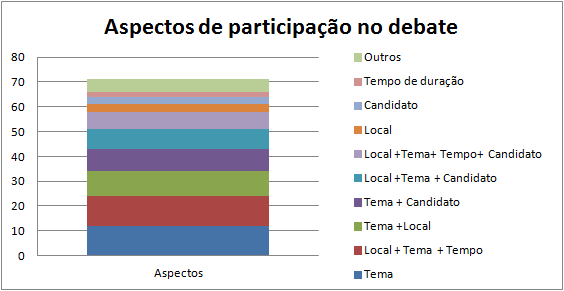 Aspectos de participação no debate
80
70
60
50
40
30
20
10
0
Aspectos
Outros
Tempo de duração
Candidato
Local
Local +Tema+ Tempo+ Candidato
Local +Tema + Candidato
Tema + Candidato
Tema +Local
Local + Tema + Tempo
Tema